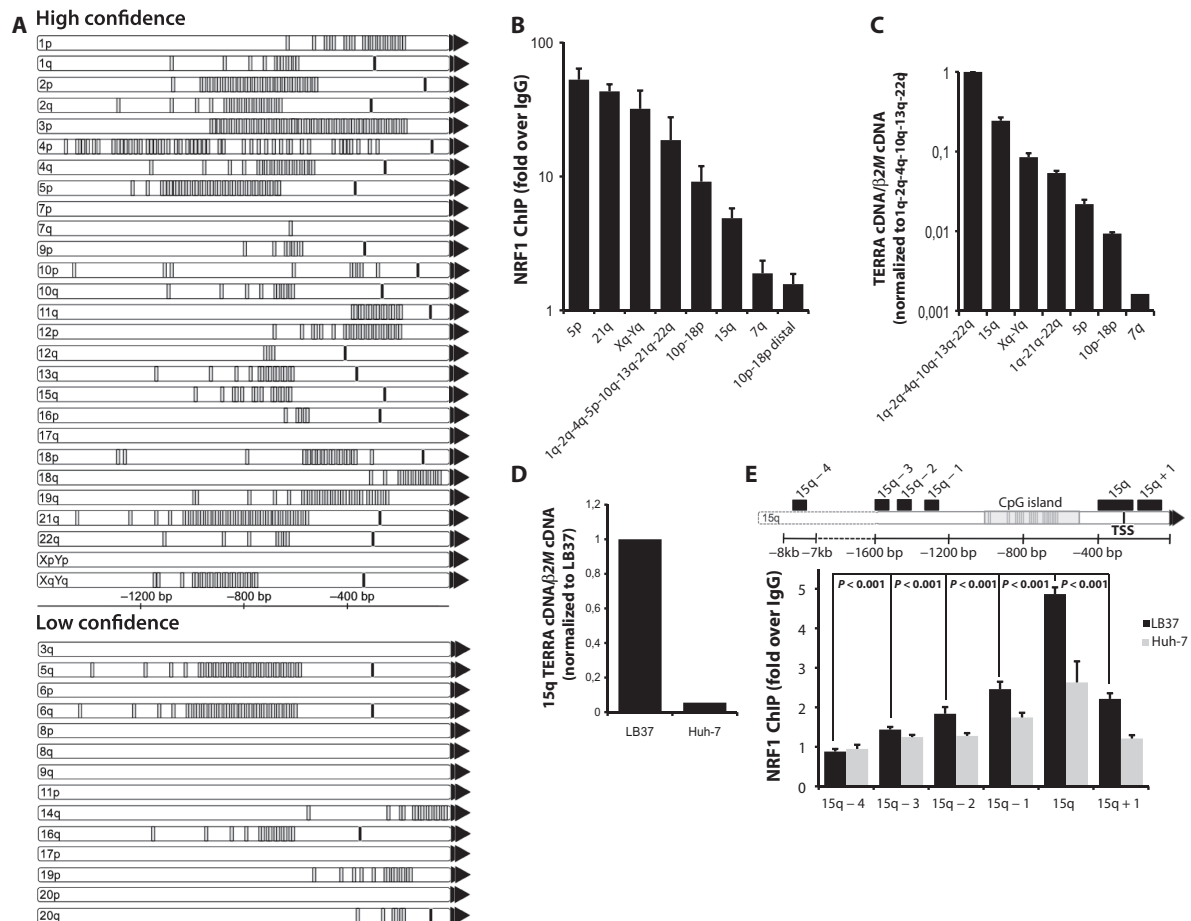 A
High confidence
1p
1q
2p
2q
3p
4p
4q
5p
7p
7q
9p
10p
10q
11q
12p
12q
13q
15q
16p
17q
18p
18q
19q
21q
22q
XpYp
XqYq
−1200 bp −800 bp −400 bp
Low confidence
3q
5q
6p
6q
8p
8q
9q
11p
14q
16q
17p
19p
20p
20q
B
NRF1 ChIP (fold over IgG)
100
10
1
5p
21q
Xq-Yq
1q-2q-4q-5p-10q-13q-21q-22q
10p-18p
15q
7q
10p-18p distal
C
TERRA cDNA/β2M cDNA
(normalized to1q-2q-4q-10q-13q-22q)
1
0,1
0,01
0,001
1q-2q-4q-10q-13q-22q
15q
Xq-Yq
1q-21q-22q
5p
10p-18p
7q
D
15q TERRA cDNA/β2M cDNA
(normalized to LB37)
1,2
1
0,8
0,6
0,4
0,2
0
LB37 Huh-7
E
15q − 4 15q − 3 15q − 2 15q − 1 15q 15q + 1
CpG island
15q
TSS
−8kb −7kb −1600 bp −1200 bp −800 bp −400 bp
NRF1 ChIP (fold over IgG)
P < 0.001 P < 0.001 P < 0.001 P < 0.001 P < 0.001
5
4
3
2
1
0
LB37
Huh-7
15q − 4 15q − 3 15q − 2 15q − 1 15q 15q + 1